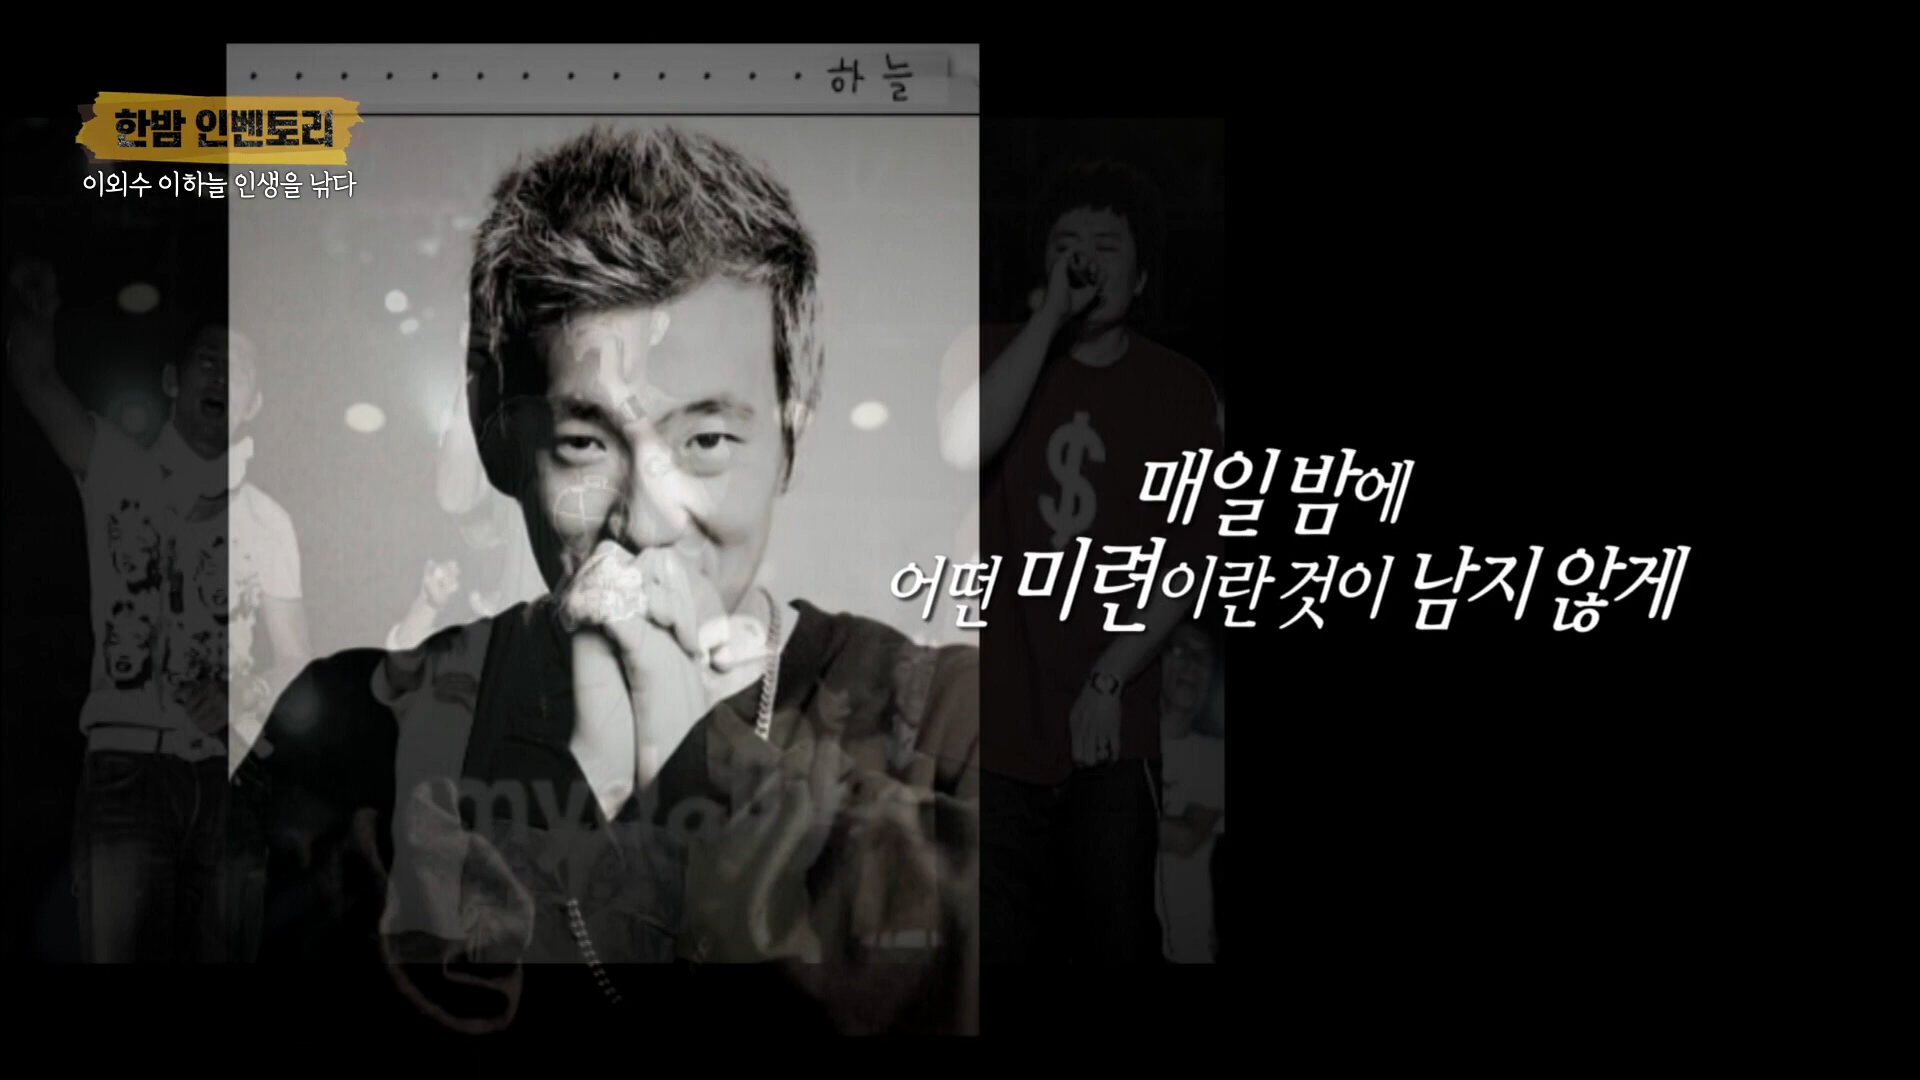 하늘
한밤 인벤토리
이외수 이하늘 인생을 낚다
매일 밤에
어떤 미련이란 것이 남지 않게
$
my